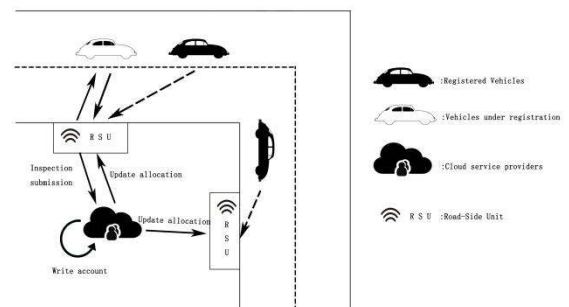 :Registered Vehicles
R S U
:Vehicles under registration
Inspection
submission
Update allocation
:Cloud service providers
Update allocation
R
S
U
R S U :Road-Side Unit
Write account